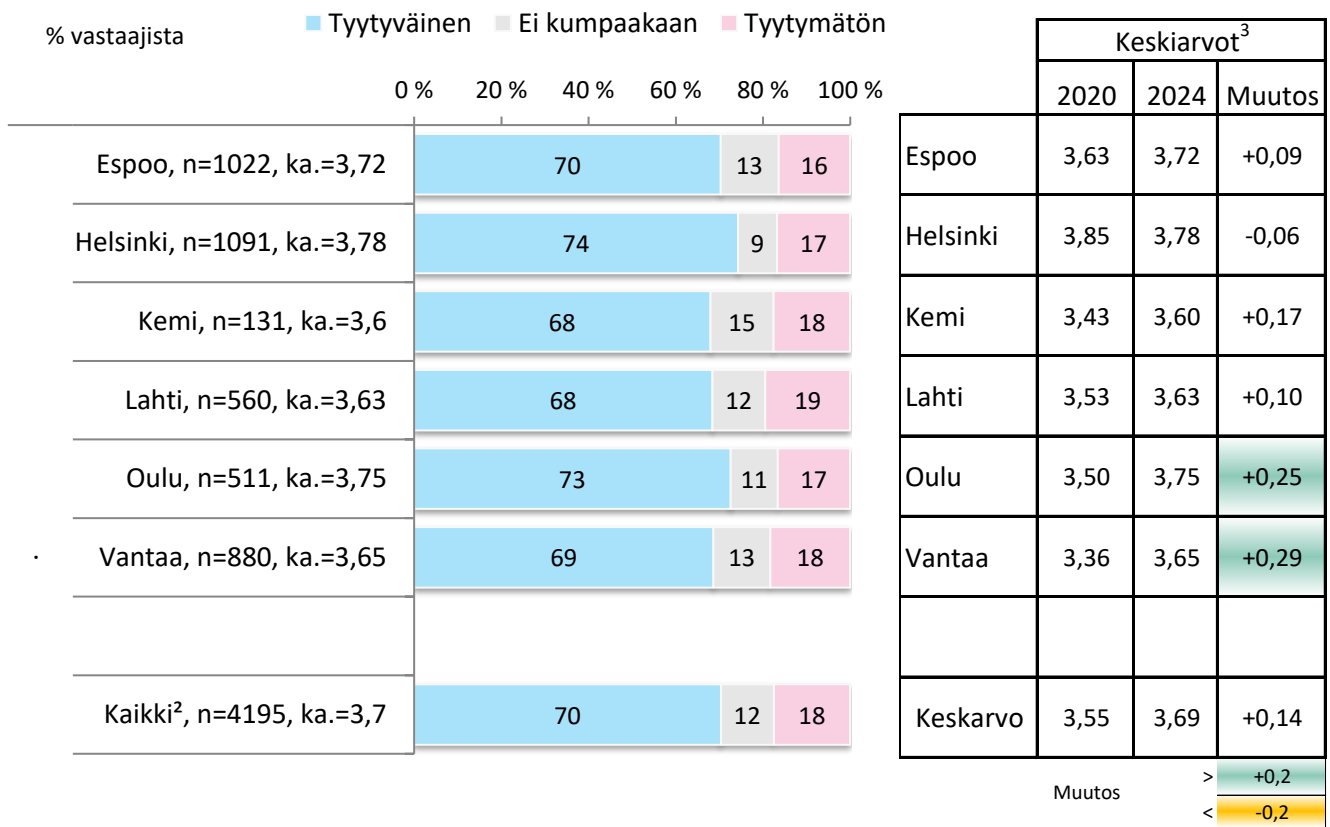 % vastaajista
Tyytyväinen Ei kumpaakaan Tyytymätön
0 % 20 % 40 % 60 % 80 % 100 %
Espoo, n=1022, ka.=3,72 70 13 16
Helsinki, n=1091, ka.=3,78 74 9 17
Kemi, n=131, ka.=3,6 68 15 18
Lahti, n=560, ka.=3,63 68 12 19
Oulu, n=511, ka.=3,75 73 11 17
. Vantaa, n=880, ka.=3,65 69 13 18
Kaikki², n=4195, ka.=3,7 70 12 18
Keskiarvot³
2020 2024 Muutos
Espoo 3,63 3,72 +0,09
Helsinki 3,85 3,78 -0,06
Kemi 3,43 3,60 +0,17
Lahti 3,53 3,63 +0,10
Oulu 3,50 3,75 +0,25
Vantaa 3,36 3,65 +0,29
Keskarvo 3,55 3,69 +0,14
Muutos
> +0,2
< -0,2